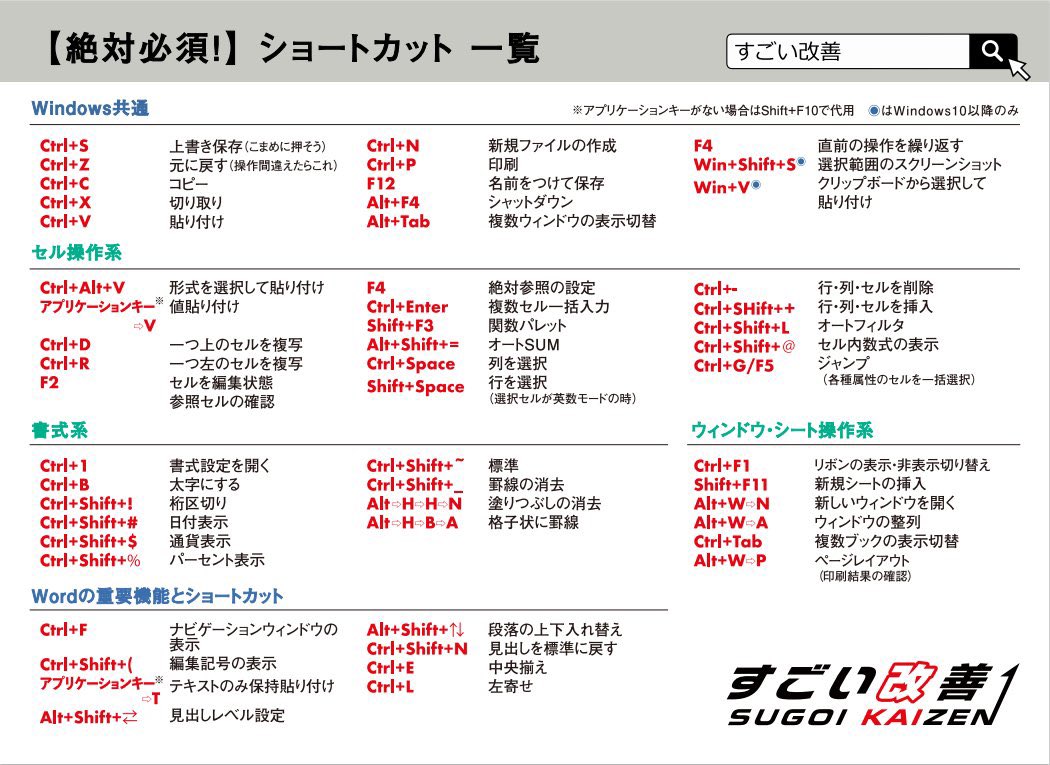 【絶対必須!】ショートカット 一覧
すごい改善
Windows共通
※アプリケーションキーがない場合はShift+F10で代用 ◉はWindows10以降のみ
Ctrl+S 上書き保存(こまめに押そう)
Ctrl+Z 元に戻す(操作間違えたらこれ)
Ctrl+C コピー
Ctrl+X 切り取り
Ctrl+V 貼り付け
Ctrl+N 新規ファイルの作成
Ctrl+P 印刷
F12 名前をつけて保存
Alt+F4 シャットダウン
Alt+Tab 複数ウィンドウの表示切替
F4 直前の操作を繰り返す
Win+Shift+S◉ 選択範囲のスクリーンショット
Win+V◉ クリップボードから選択して
貼り付け
セル操作系
Ctrl+Alt+V 形式を選択して貼り付け
アプリケーションキー※ 値貼り付け
⇨V
Ctrl+D 一つ上のセルを複写
Ctrl+R 一つ左のセルを複写
F2 セルを編集状態
参照セルの確認
F4 絶対参照の設定
Ctrl+Enter 複数セル一括入力
Shift+F3 関数パレット
Alt+Shift+= オートSUM
Ctrl+Space 列を選択
Shift+Space 行を選択
(選択セルが英数モードの時)
Ctrl+- 行・列・セルを削除
Ctrl+SHift++ 行・列・セルを挿入
Ctrl+Shift+L オートフィルタ
Ctrl+Shift+@ セル内数式の表示
Ctrl+G/F5 ジャンプ
(各種属性のセルを一括選択)
書式系
Ctrl+1 書式設定を開く
Ctrl+B 太字にする
Ctrl+Shift+! 桁区切り
Ctrl+Shift+# 日付表示
Ctrl+Shift+$ 通貨表示
Ctrl+Shift+% パーセント表示
Ctrl+Shift+~ 標準
Ctrl+Shift+_ 罫線の消去
Alt⇨H⇨H⇨N 塗りつぶしの消去
Alt⇨H⇨B⇨A 格子状に罫線
ウィンドウ・シート操作系
Ctrl+F1 リボンの表示・非表示切り替え
Shift+F11 新規シートの挿入
Alt+W⇨N 新しいウィンドウを開く
Alt+W⇨A ウィンドウの整列
Ctrl+Tab 複数ブックの表示切替
Alt+W⇨P ページレイアウト
(印刷結果の確認)
Wordの重要機能とショートカット
Ctrl+F ナビゲーションウィンドウの
表示
Ctrl+Shift+( 編集記号の表示
アプリケーションキー※ テキストのみ保持貼り付け
⇨T
Alt+Shift+⇄ 見出しレベル設定
Alt+Shift+⇅ 段落の上下入れ替え
Ctrl+Shift+N 見出しを標準に戻す
Ctrl+E 中央揃え
Ctrl+L 左寄せ
すごい改善
SUGOI KAIZEN